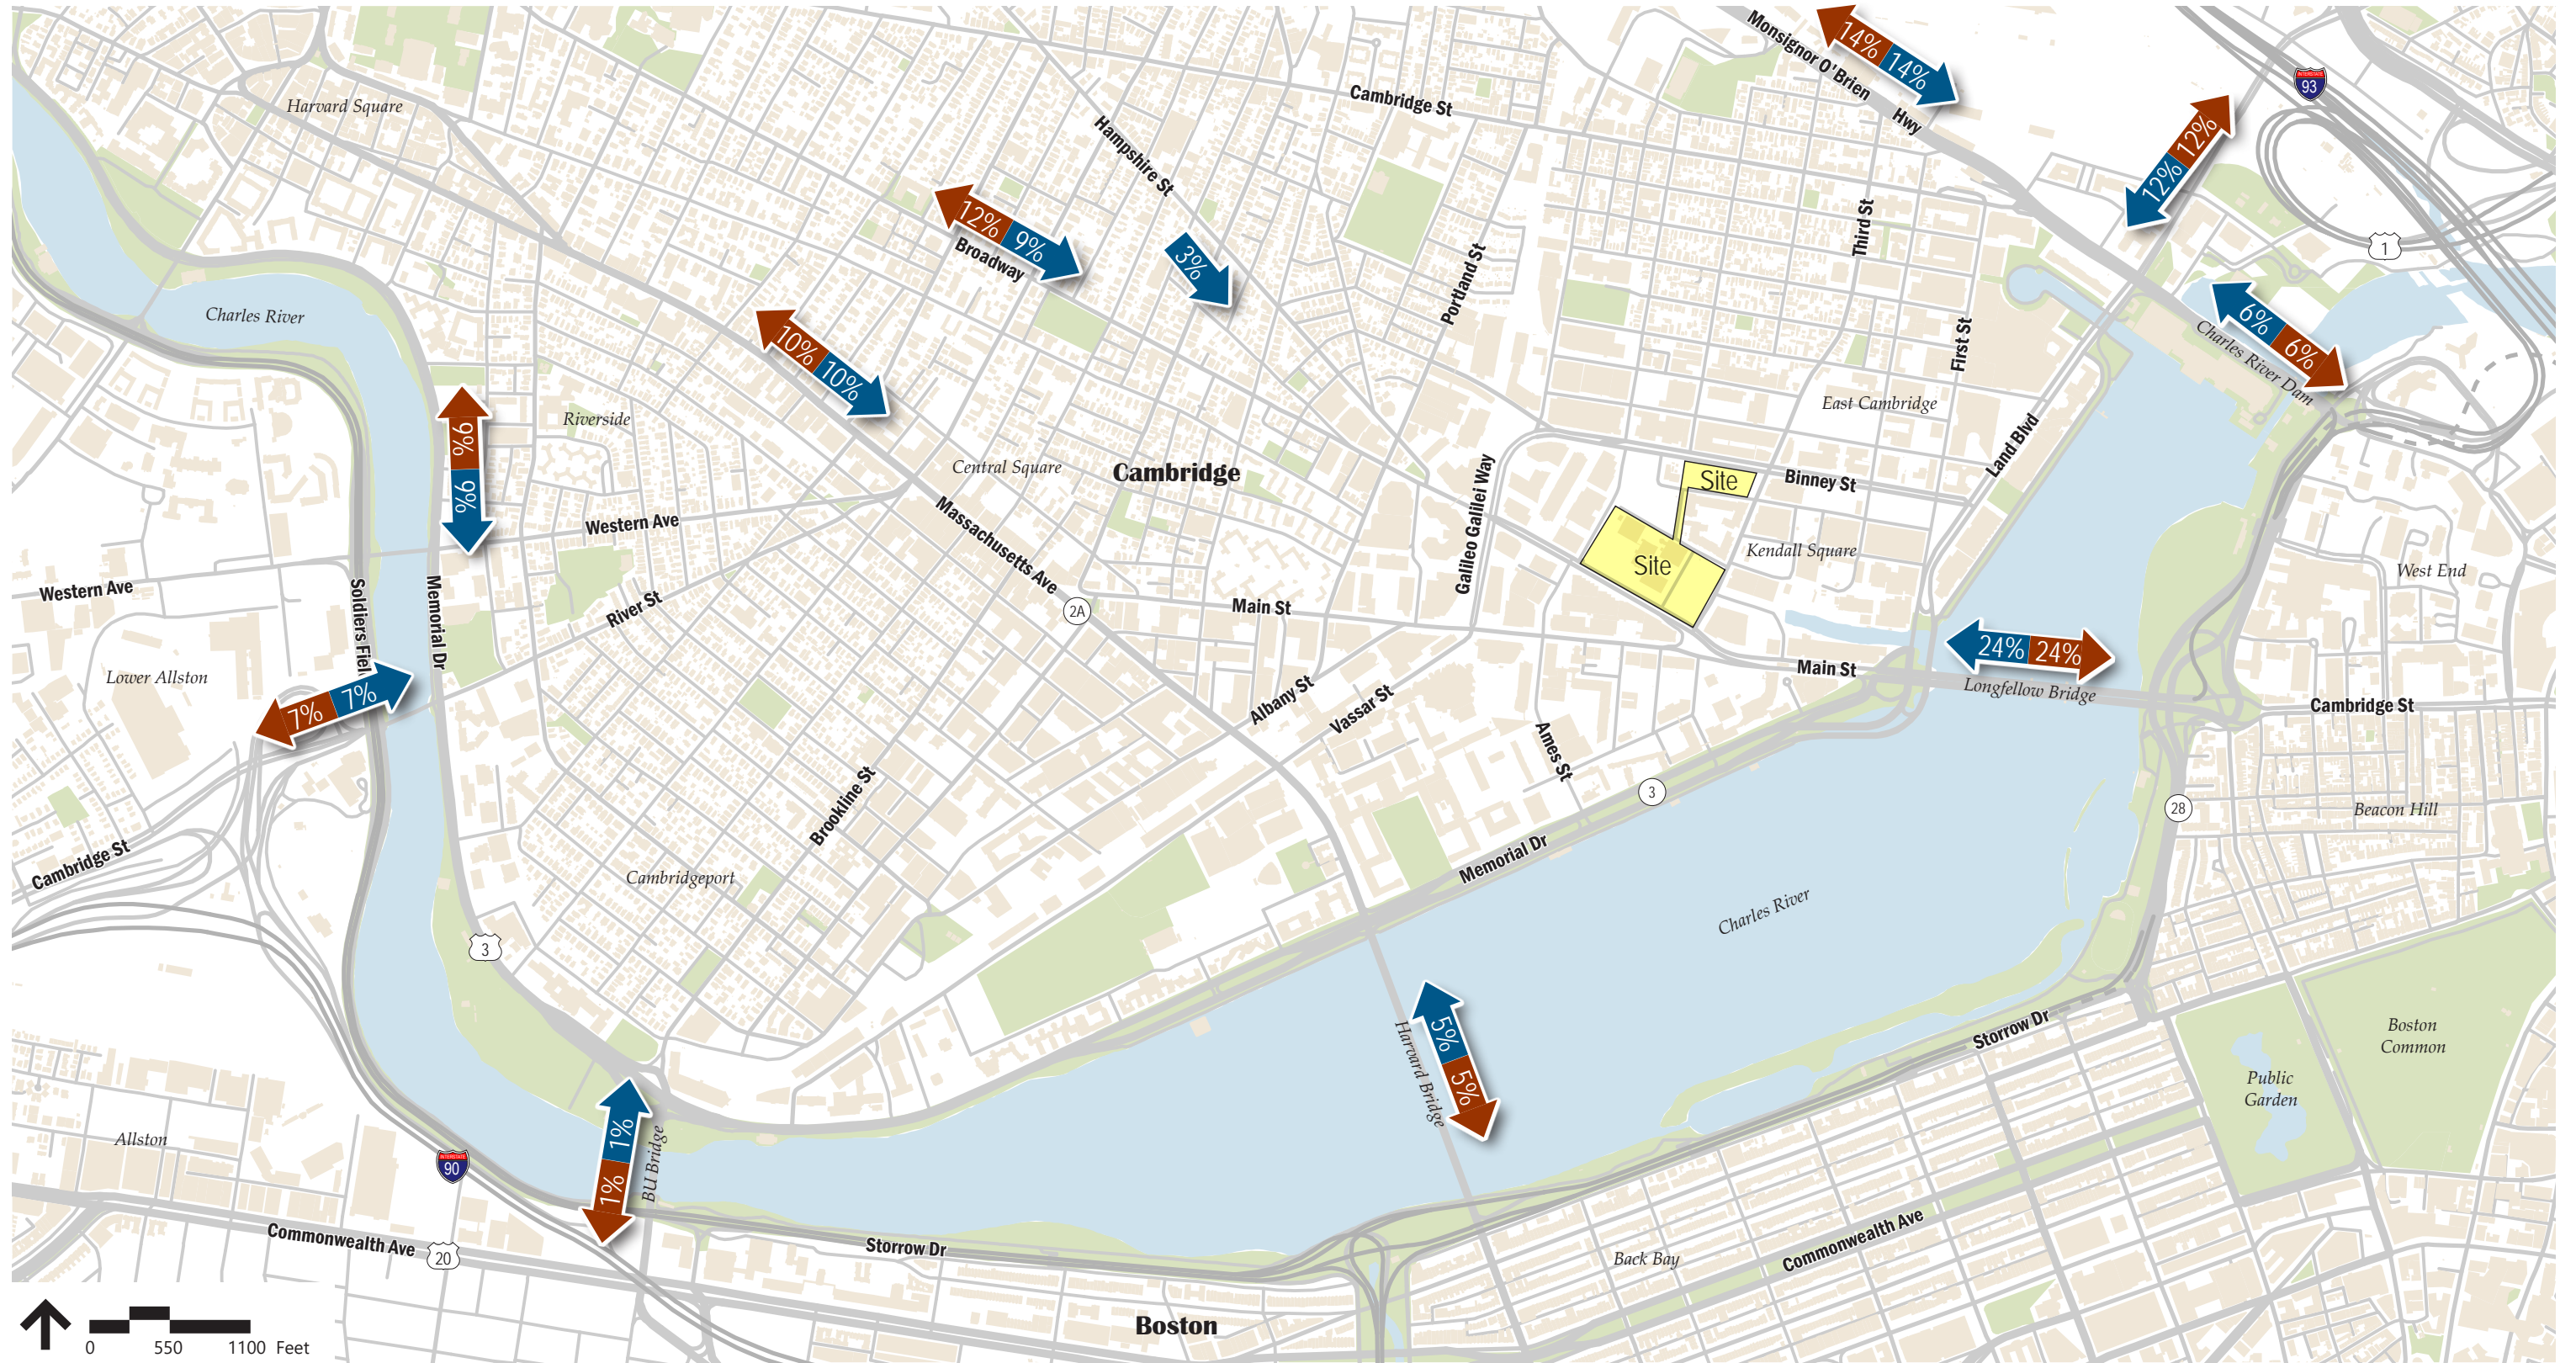 Monsignor O'Brien
Hwy
14%
14%
INTERSTATE
93
Harvard Square
Cambridge St
Hampshire St
12%
12%
12%
9%
Broadway
3%
Third St
1
Portland St
Charles River
First St
6%
6%
Charles River Dam
10%
10%
9%
9%
Riverside
East Cambridge
Land Blvd
Central Square
Cambridge
Galileo Galilei Way
Site
Binney St
Massachusetts Ave
Western Ave
Kendall Square
Site
West End
Western Ave
Soldiers Fiel
Memorial Dr
River St
2A
Main St
24%
24%
Main St
Longfellow Bridge
Lower Allston
7%
7%
Albany St
Vassar St
Ames St
Cambridge St
Brookline St
3
28
Beacon Hill
Cambridge St
Memorial Dr
Cambridgeport
Charles River
3
5%
5%
Harvard Bridge
Storrow Dr
Boston
Common
Public
Garden
Allston
1%
1%
BU Bridge
INTERSTATE
90
Commonwealth Ave
20
Storrow Dr
Back Bay
Commonwealth Ave
Boston
0 550 1100 Feet